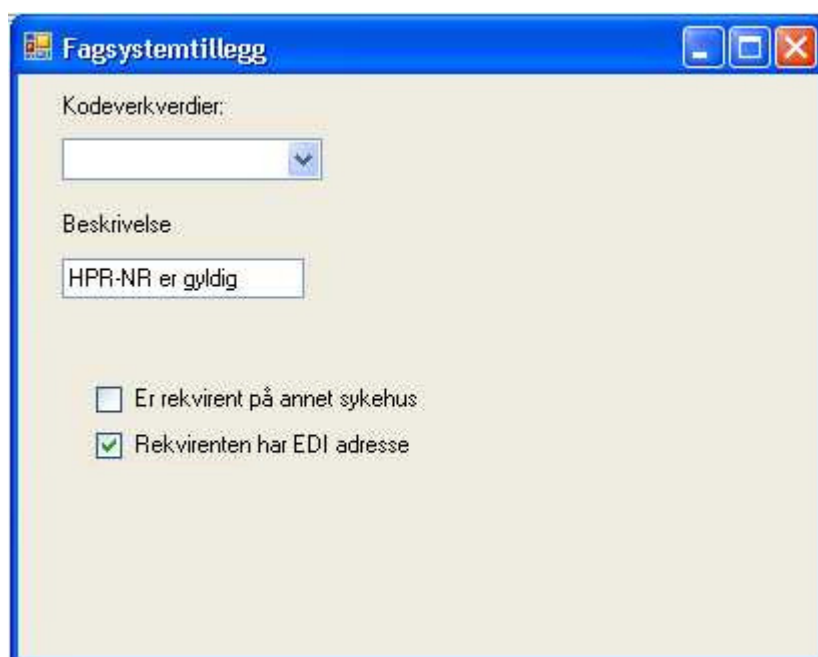 Fagsystemtillegg
Kodeverkverdier:
Beskrivelse
HPR-NR er gyldig
Er rekvirent på annet sykehus
Rekvirenten har EDI adresse